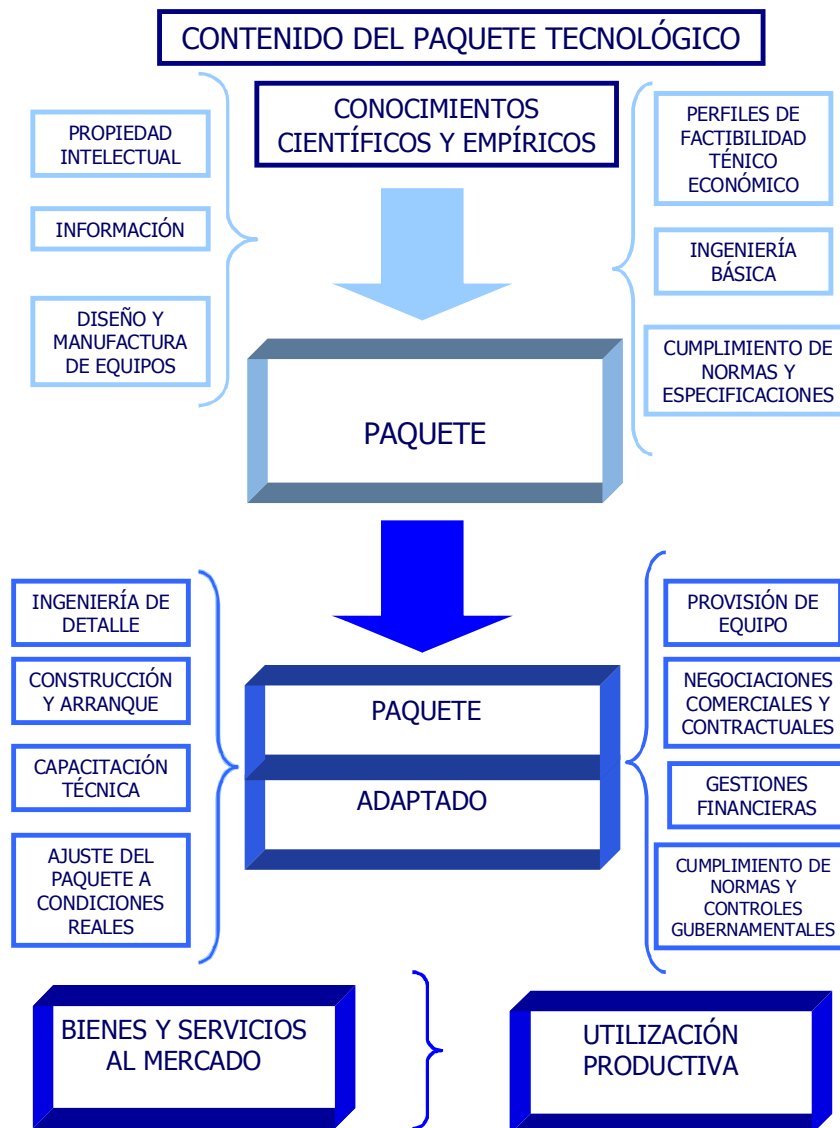 CONTENIDO DEL PAQUETE TECNOLÓGICO
CONOCIMIENTOS
CIENTÍFICOS Y EMPÍRICOS
PROPIEDAD
INTELECTUAL
INFORMACIÓN
DISEÑO Y
MANUFACTURA
DE EQUIPOS
PERFILES DE
FACTIBILIDAD
TÉNICO
ECONÓMICO
INGENIERÍA
BÁSICA
CUMPLIMIENTO DE
NORMAS Y
ESPECIFICACIONES
PAQUETE
INGENIERÍA DE
DETALLE
CONSTRUCCIÓN
Y ARRANQUE
CAPACITACIÓN
TÉCNICA
AJUSTE DEL
PAQUETE A
CONDICIONES
REALES
PAQUETE
ADAPTADO
PROVISIÓN DE
EQUIPO
NEGOCIACIONES
COMERCIALES Y
CONTRACTUALES
GESTIONES
FINANCIERAS
CUMPLIMIENTO DE
NORMAS Y
CONTROLES
GUBERNAMENTALES
BIENES Y SERVICIOS
AL MERCADO
UTILIZACIÓN
PRODUCTIVA